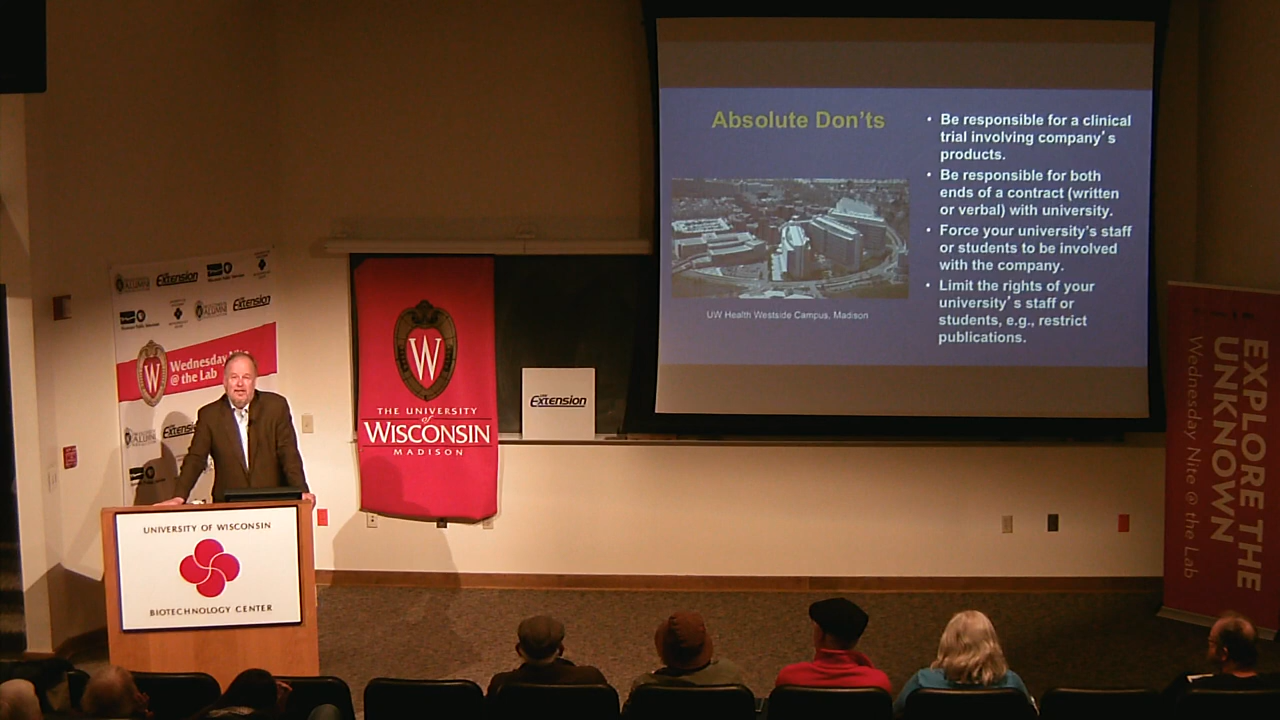 Absolute Don'ts
• Be responsible for a clinical
trial involving company's
products.
• Be responsible for both
ends of a contract (written
or verbal) with university.
• Force your university's staff
or students to be involved
with the company.
• Limit the rights of your
university's staff or
students, e.g., restrict
publications.
UW Health Westside Campus, Madison
ALUMNI
Extension
ALUMNI
Extension
Wednesday Nite
@ the Lab
W
ALUMNI
Extension
W
THE UNIVERSITY
of
WISCONSIN
MADISON
Extension
UNIVERSITY OF WISCONSIN
BIOTECHNOLOGY CENTER
EXPLORE THE
UNKNOWN
Wednesday Nite @ the Lab